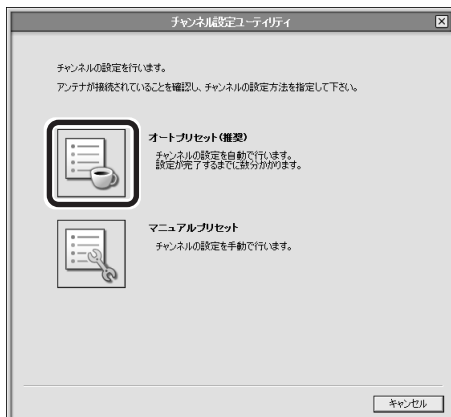 チャンネル設定ユーティリティ
チャンネルの設定を行います。
アンテナが接続されていることを確認し、チャンネルの設定方法を指定して下さい。
オートプリセット(推奨)
チャンネルの設定を自動で行います。
設定が完了するまでに数分かかります。
マニュアルプリセット
チャンネルの設定を手動で行います。
キャンセル